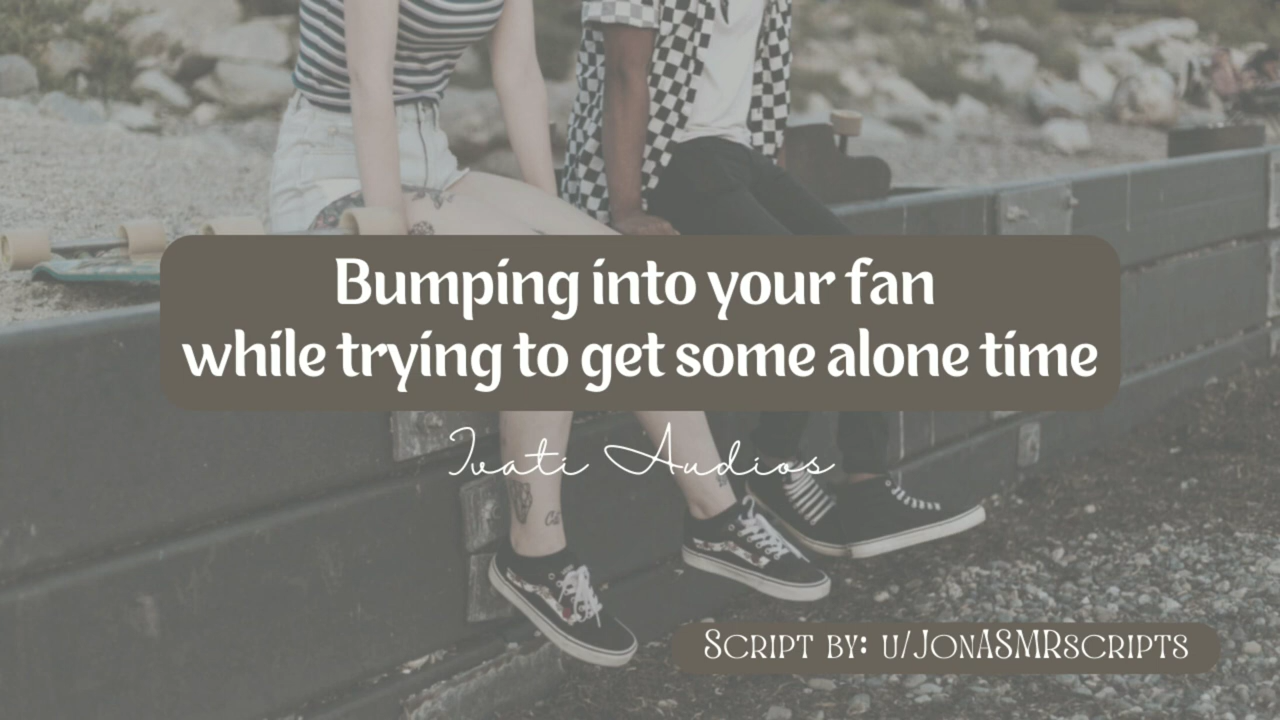 Bumping into your fan
while trying to get some alone time
Ivati Audios
Script by: u/JonASMRscripts